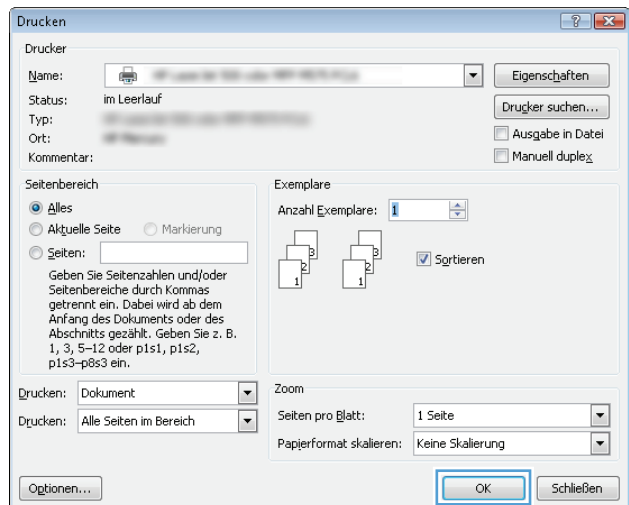 Drucken
Drucker
Name:
Eigenschaften
Status: im Leerlauf
Drucker suchen...
Typ:
Ort:
Ausgabe in Datei
Kommentar:
Manuell duplex
Seitenbereich
Alles
Aktuelle Seite Markierung
Seiten:
Geben Sie Seitenzahlen und/oder
Seitenbereiche durch Kommas
getrennt ein. Dabei wird ab dem
Anfang des Dokuments oder des
Abschnitts gezählt. Geben Sie z. B.
1, 3, 5–12 oder p1s1, p1s2,
p1s3–p8s3 ein.
Exemplare
Anzahl Exemplare: 1
3 3
2 2
1 1
Sortieren
Drucken: Dokument
Drucken: Alle Seiten im Bereich
Zoom
Seiten pro Blatt: 1 Seite
Papierformat skalieren: Keine Skalierung
Optionen...
OK
Schließen